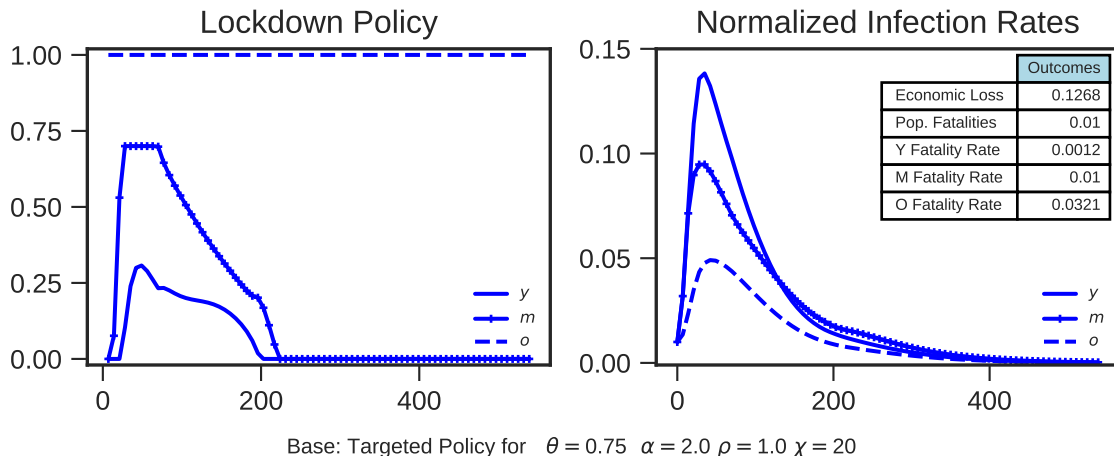 Lockdown Policy
1.00
0.75
0.50
0.25
0.00
0
200
400
y
m
o
Normalized Infection Rates
0.15
0.10
0.05
0.00
0
200
400
Outcomes
Economic Loss 0.1268
Pop. Fatalities 0.01
Y Fatality Rate 0.0012
M Fatality Rate 0.01
O Fatality Rate 0.0321
y
m
o
Base: Targeted Policy for θ = 0.75 α = 2.0 ρ = 1.0 χ = 20